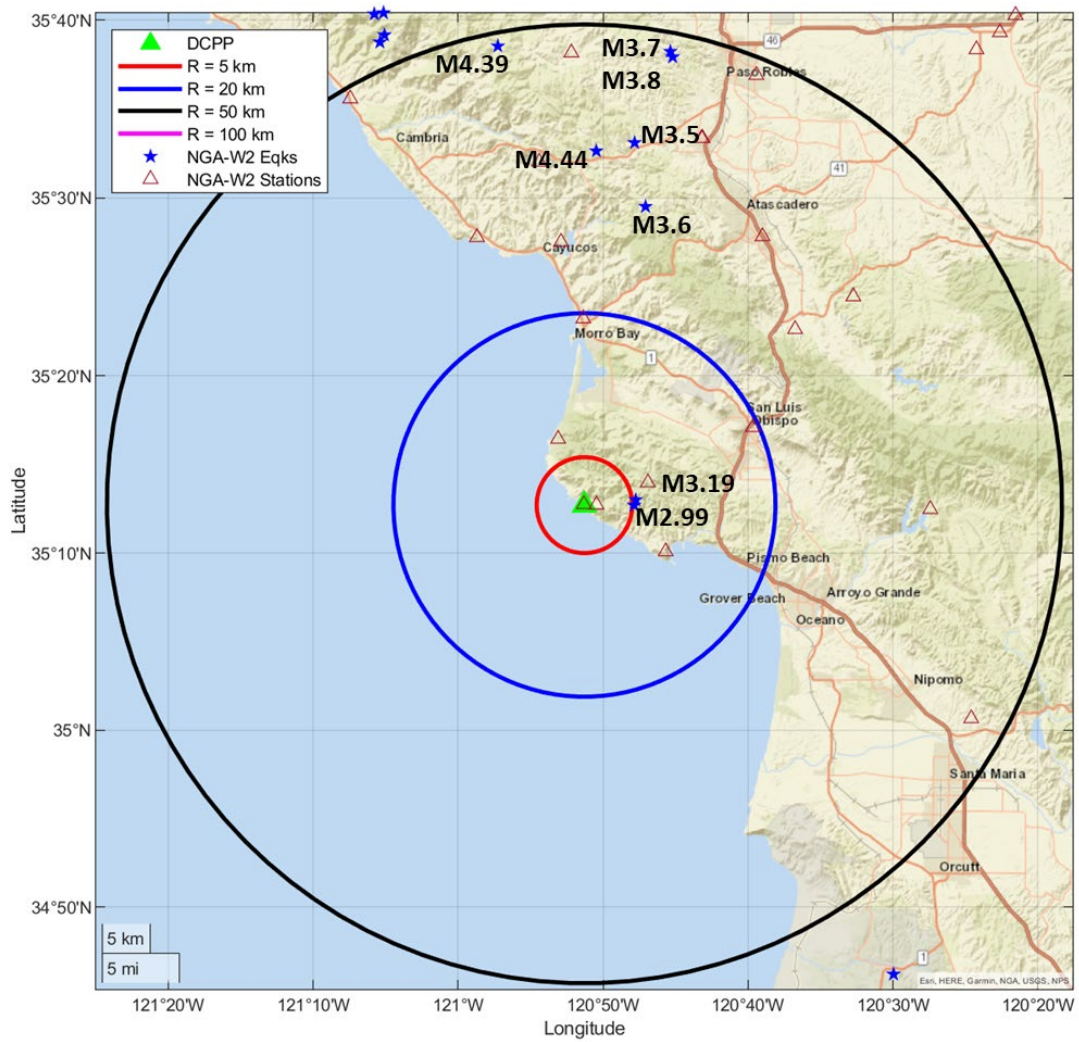 35°40'N
35°30'N
35°20'N
35°10'N
35°N
34°50'N
Latitude
DCPP
R = 5 km
R = 20 km
R = 50 km
R = 100 km
NGA-W2 Eqks
NGA-W2 Stations
M4.39
M3.7
M3.8
46
Paso Robles
Cambria
M3.5
M4.44
41
Atascadero
M3.6
Cayucos
Morro Bay
1
San Luis
Obispo
M3.19
M2.99
Pismo Beach
Grover Beach
Arroyo Grande
Oceano
Nipomo
Santa Maria
Orcutt
1
5 km
5 mi
Esri, HERE, Garmin, NGA, USGS, NPS
121°20'W
121°10'W
121°W
120°50'W
120°40'W
120°30'W
120°20'W
Longitude